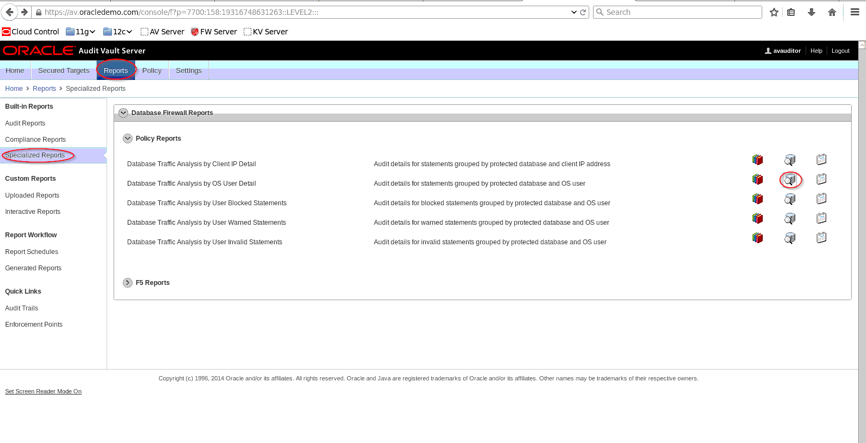 https://av.oracledemo.com/console/f?p=7700:158:19316748631263::LEVEL2:::
Search
Cloud Control 11g 12c AV Server FW Server KV Server
ORACLE Audit Vault Server
avauditor Help Logout
Home Secured Targets Reports Policy Settings
Home Reports Specialized Reports
Built-in Reports
Audit Reports
Compliance Reports
Specialized Reports
Custom Reports
Uploaded Reports
Interactive Reports
Report Workflow
Report Schedules
Generated Reports
Quick Links
Audit Trails
Enforcement Points
Database Firewall Reports
Policy Reports
Database Traffic Analysis by Client IP Detail Audit details for statements grouped by protected database and client IP address
Database Traffic Analysis by OS User Detail Audit details for statements grouped by protected database and OS user
Database Traffic Analysis by User Blocked Statements Audit details for blocked statements grouped by protected database and OS user
Database Traffic Analysis by User Warned Statements Audit details for warned statements grouped by protected database and OS user
Database Traffic Analysis by User Invalid Statements Audit details for invalid statements grouped by protected database and OS user
F5 Reports
Copyright (c) 1996, 2014 Oracle and/or its affiliates. All rights reserved. Oracle and Java are registered trademarks of Oracle and/or its affiliates. Other names may be trademarks of their respective owners.
Set Screen Reader Mode On